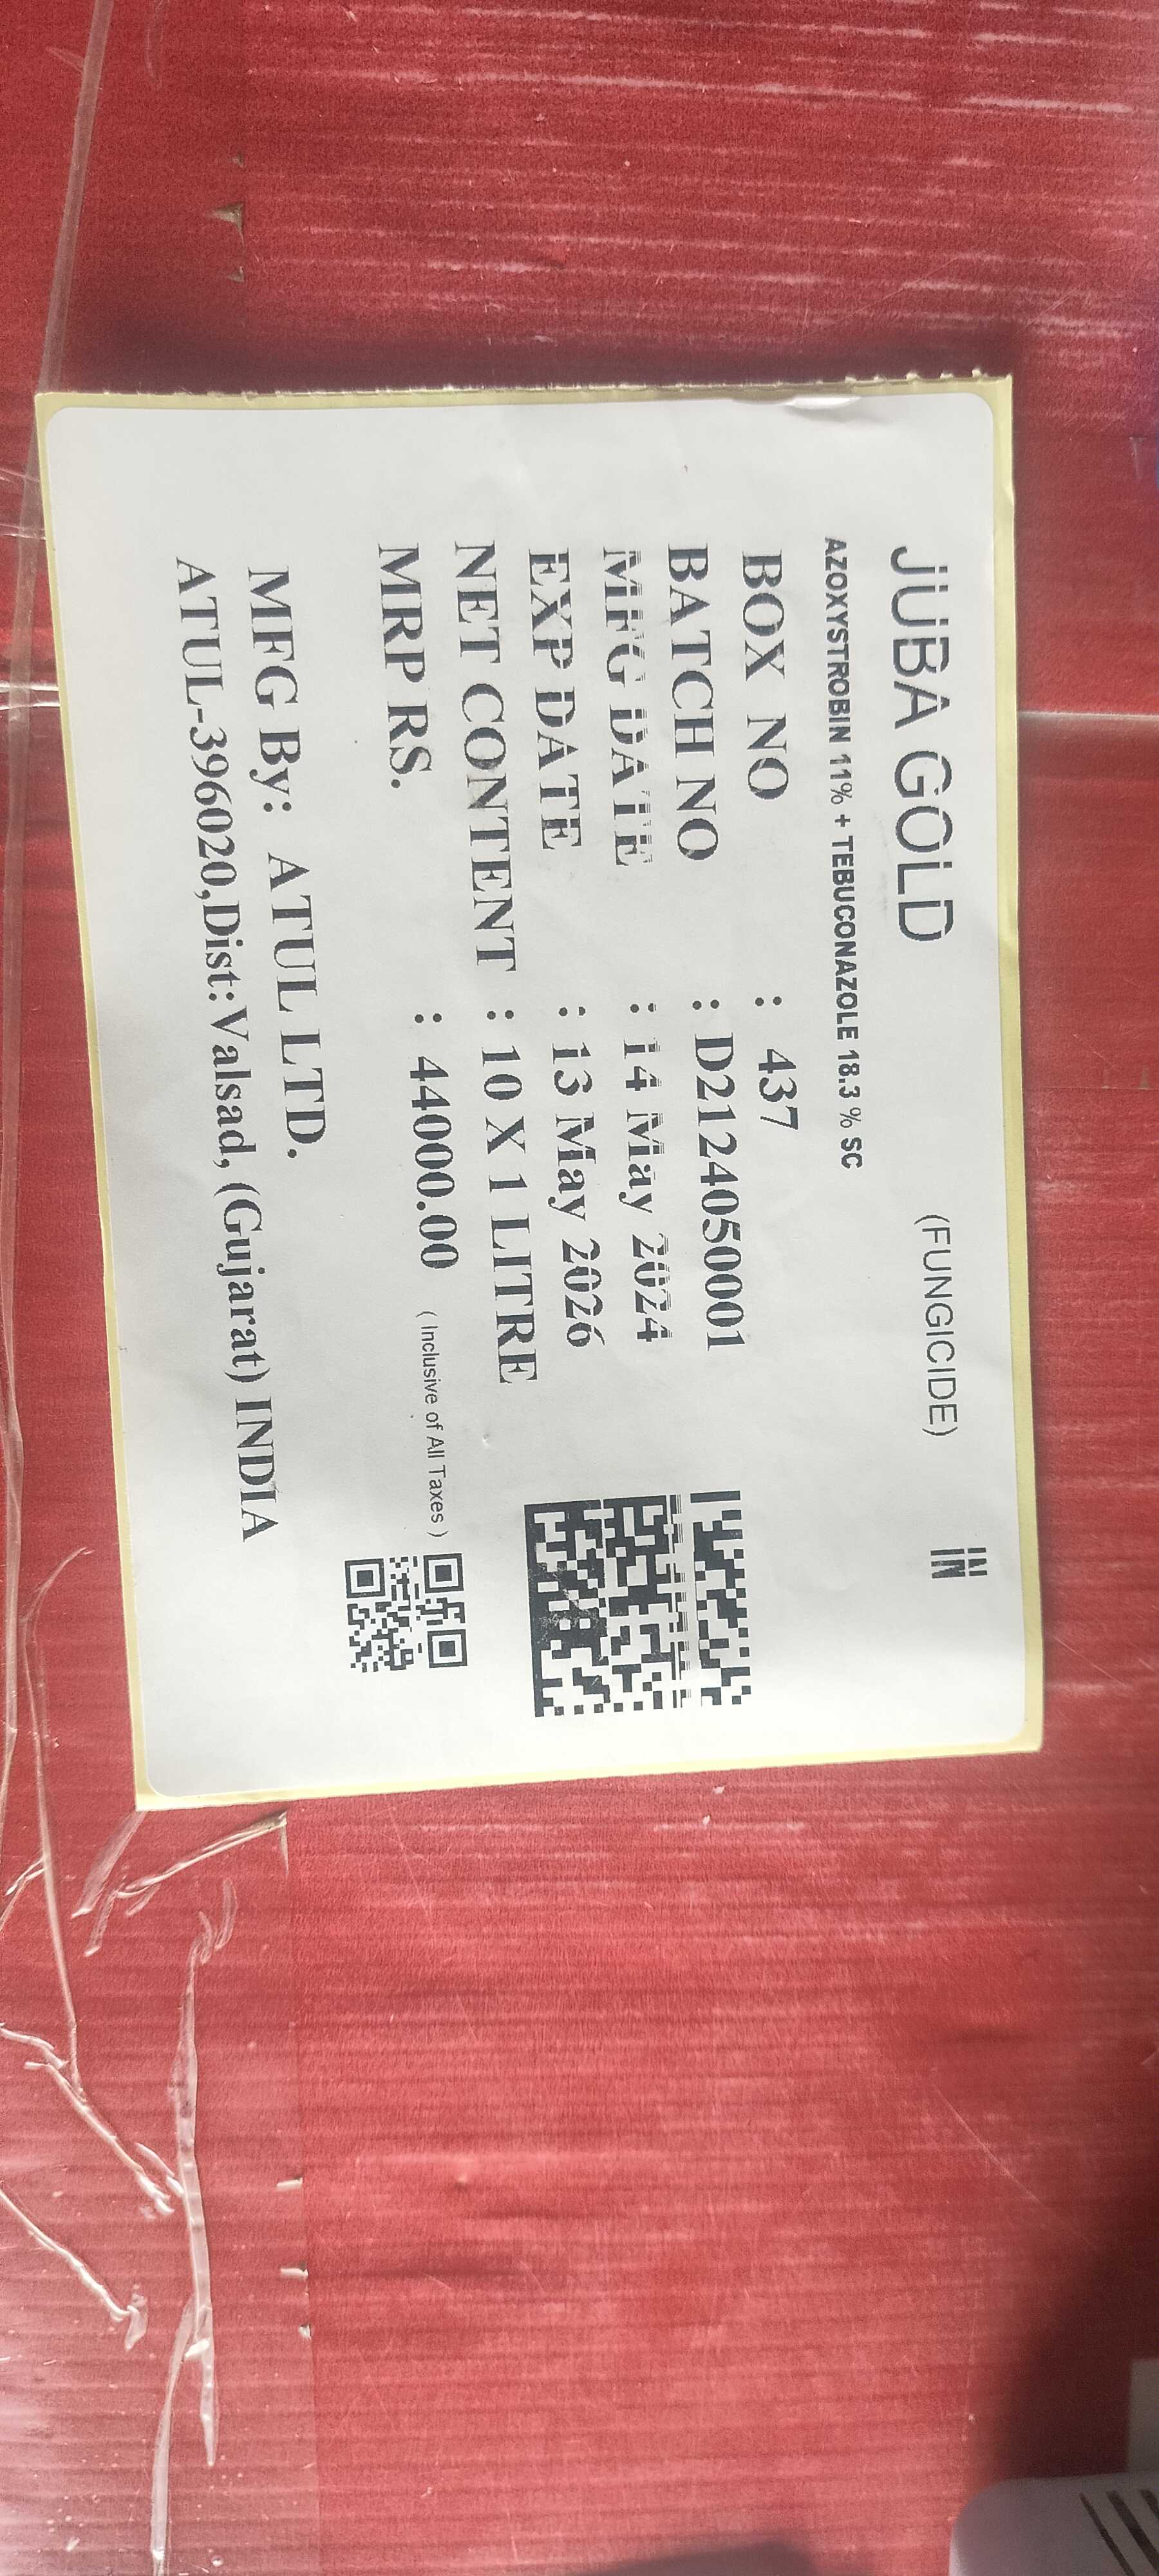 JUBA GOLD (FUNGICIDE) IN
AZOXYSTROBIN 11% + TEBUCONAZOLE 18.3 % SC
BOX NO : 437
BATCH NO : D2124050001
MFG DATE : 14 May 2024
EXP DATE : 13 May 2026
NET CONTENT : 10 X 1 LITRE
MRP RS. : 44000.00 ( Inclusive of All Taxes )
MFG By: ATUL LTD.
ATUL-396020,Dist:Valsad, (Gujarat) INDIA